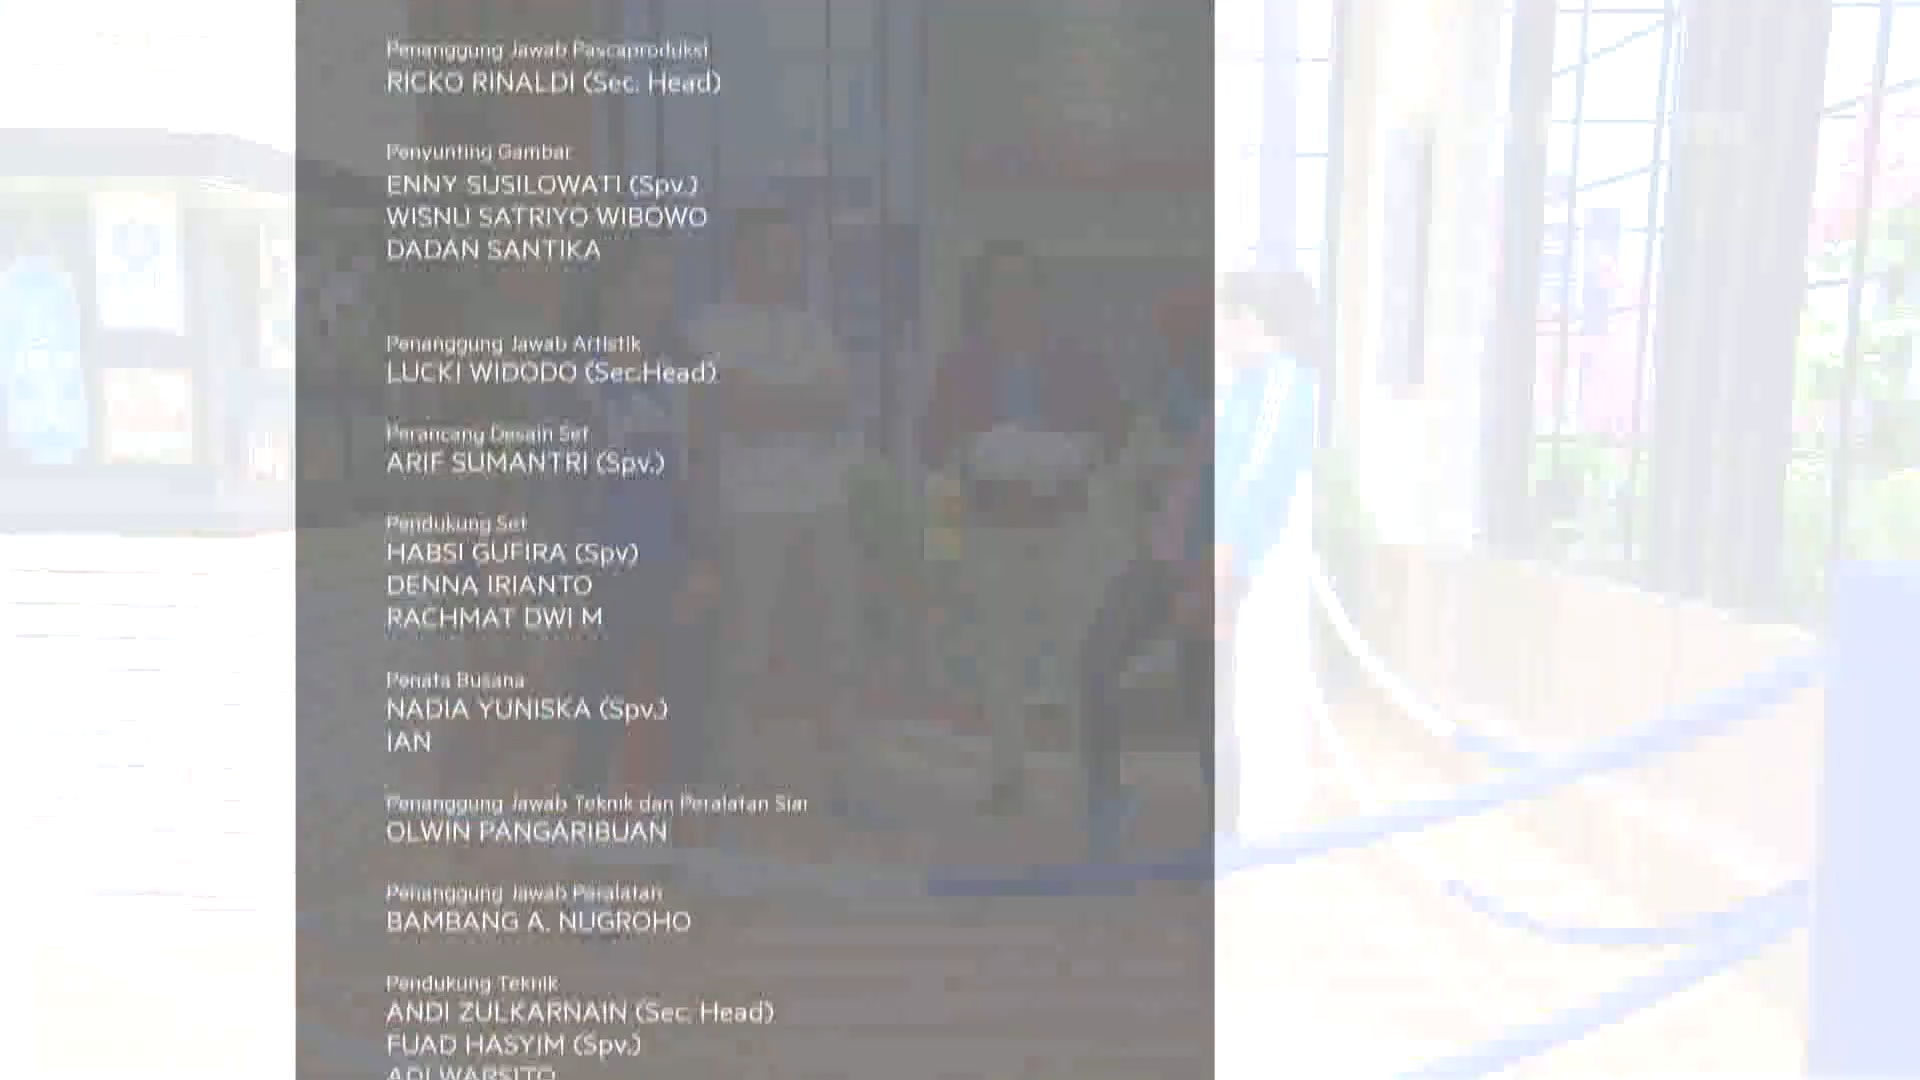 Penanggung Jawab Pascaproduksi
RICKO RINALDI (Sec. Head)
Penyunting Gambar
ENNY SUSILOWATI (Spv.)
WISNU SATRIYO WIBOWO
DADAN SANTIKA
Penanggung Jawab Artistik
LUCKI WIDODO (Sec.Head)
Perancang Desain Set
ARIF SUMANTRI (Spv.)
Pendukung Set
HABSI GUFIRA (Spv)
DENNA IRIANTO
RACHMAT DWI M
Penata Busana
NADIA YUNISKA (Spv.)
IAN
Penanggung Jawab Teknik dan Peralatan Siar
OLWIN PANGARIBUAN
Penanggung Jawab Peralatan
BAMBANG A. NUGROHO
Pendukung Teknik
ANDI ZULKARNAIN (Sec. Head)
FUAD HASYIM (Spv.)
ADI WARSITO